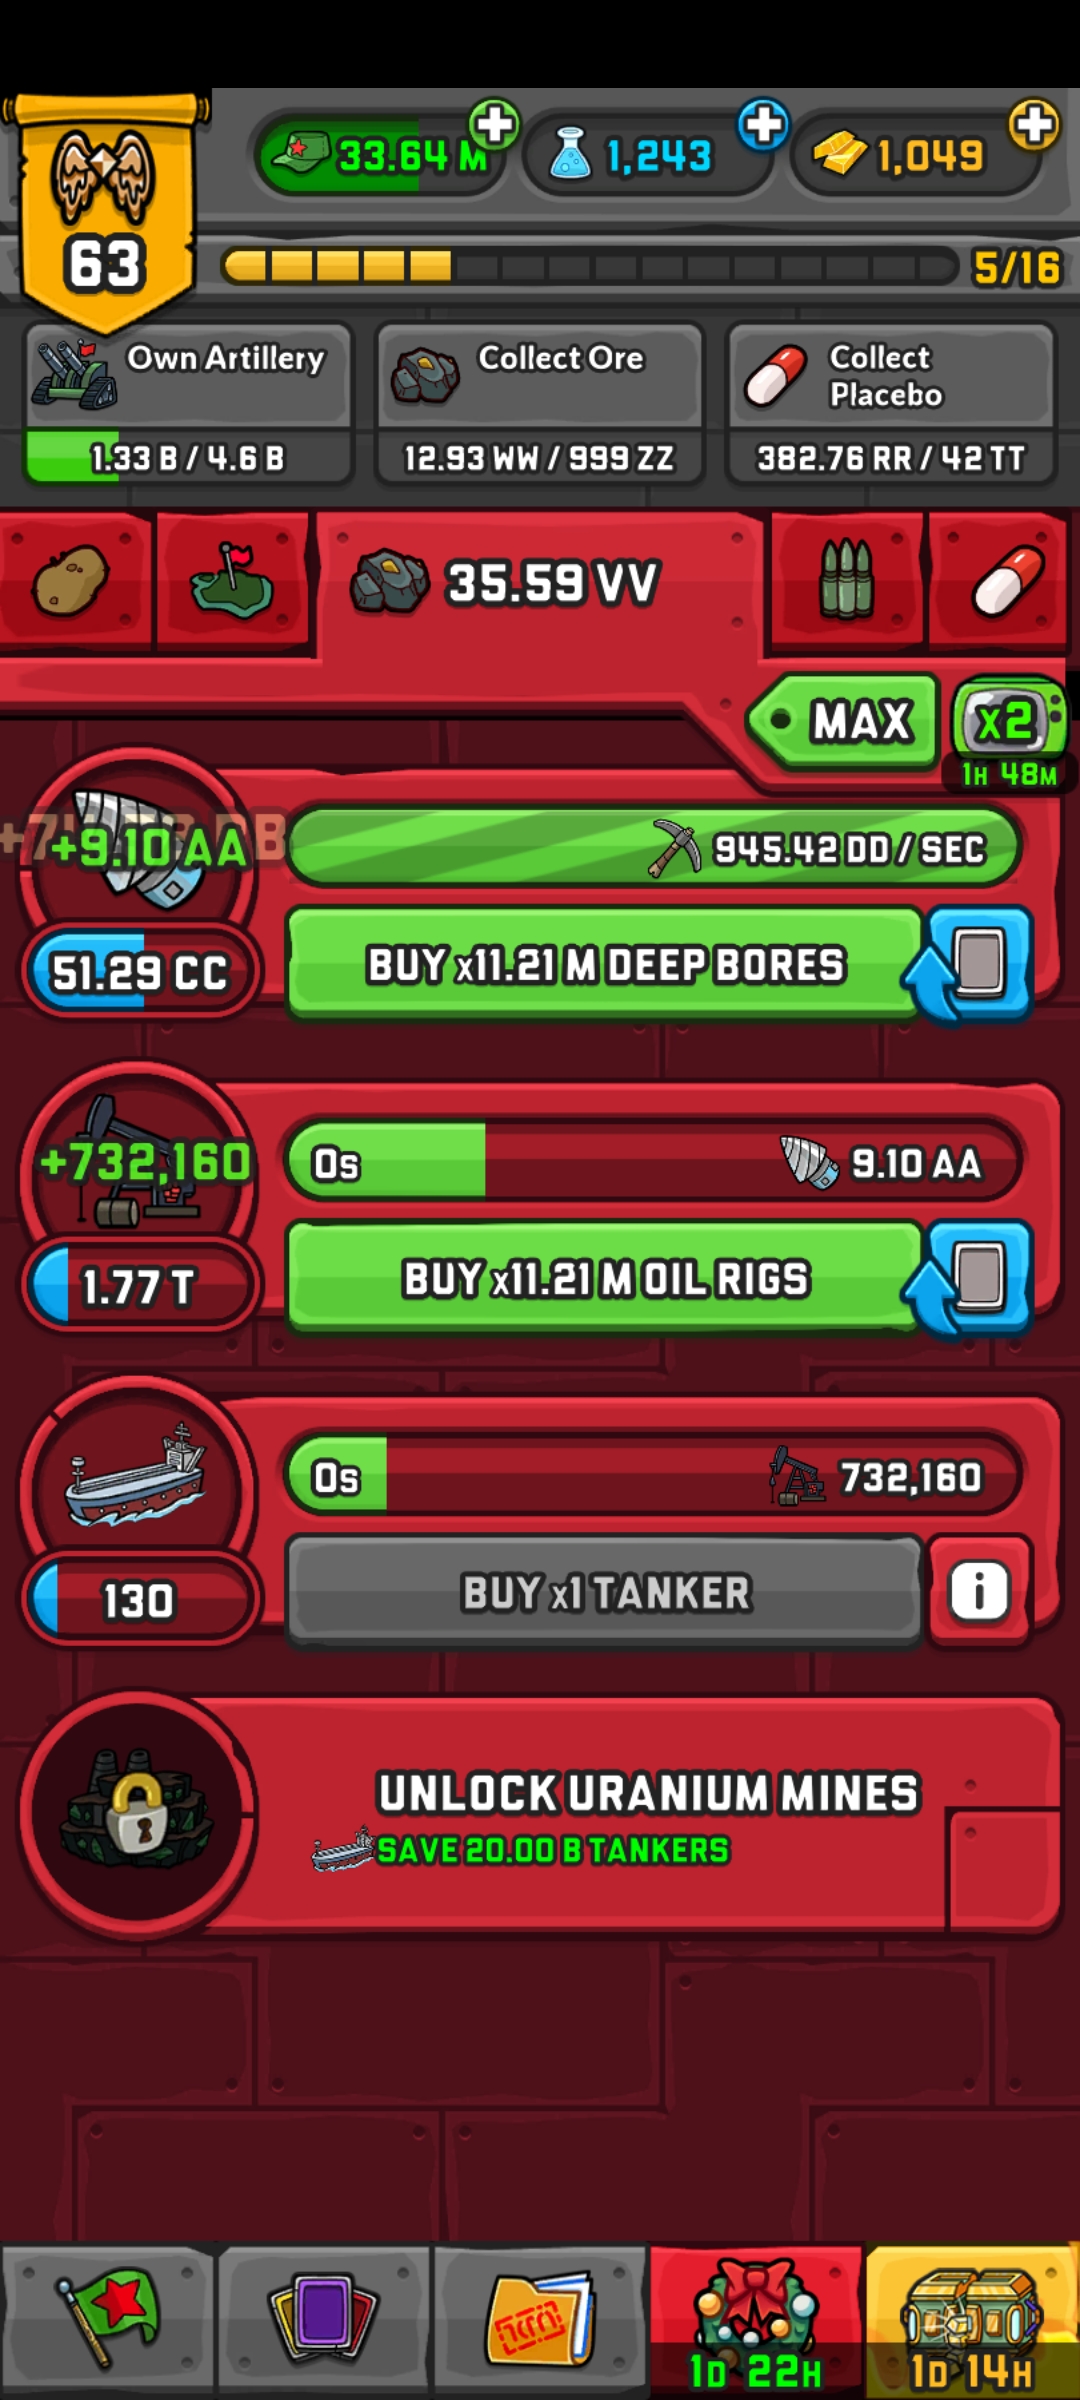 33.64 M
1,243
1,049
63
5/16
Own Artillery
1.33 B / 4.6 B
Collect Ore
12.93 WW / 999 ZZ
Collect
Placebo
382.76 RR / 42 TT
35.59 VV
MAX
x2
1H 48M
+9.10 AA
945.42 DD / SEC
51.29 CC
BUY x11.21 M DEEP BORES
+732,160
0s
9.10 AA
1.77 T
BUY x11.21 M OIL RIGS
0s
732,160
130
BUY x1 TANKER
i
UNLOCK URANIUM MINES
SAVE 20.00 B TANKERS
1D 22H
1D 14H